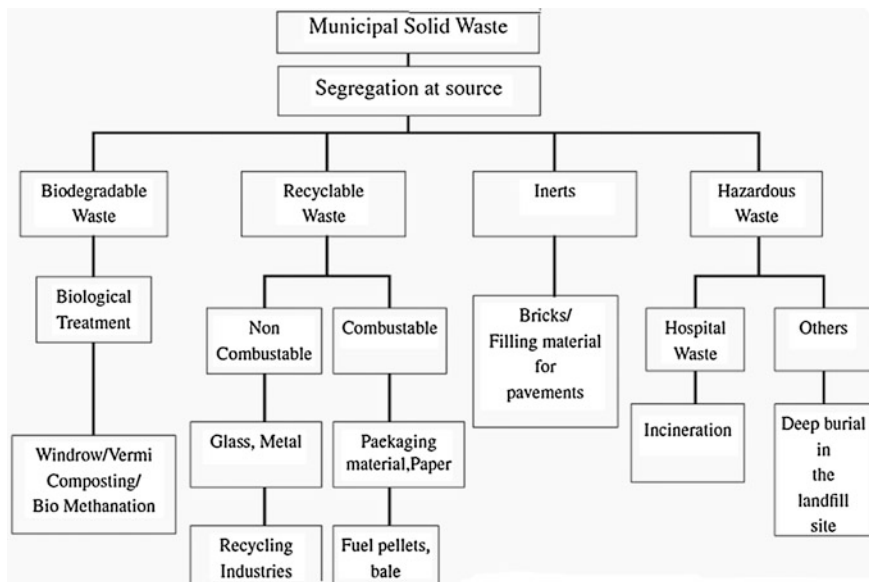 Municipal Solid Waste
Segregation at source
Biodegradable
Waste
Recyclable
Waste
Inerts
Hazardous
Waste
Biological
Treatment
Non
Combustable
Combustable
Bricks/
Filling material
for
pavements
Hospital
Waste
Others
Windrow/Vermi
Composting/
Bio Methanation
Glass, Metal
Paekaging
material,Paper
Incineration
Deep burial
in
the
landfill
site
Recycling
Industries
Fuel pellets,
bale